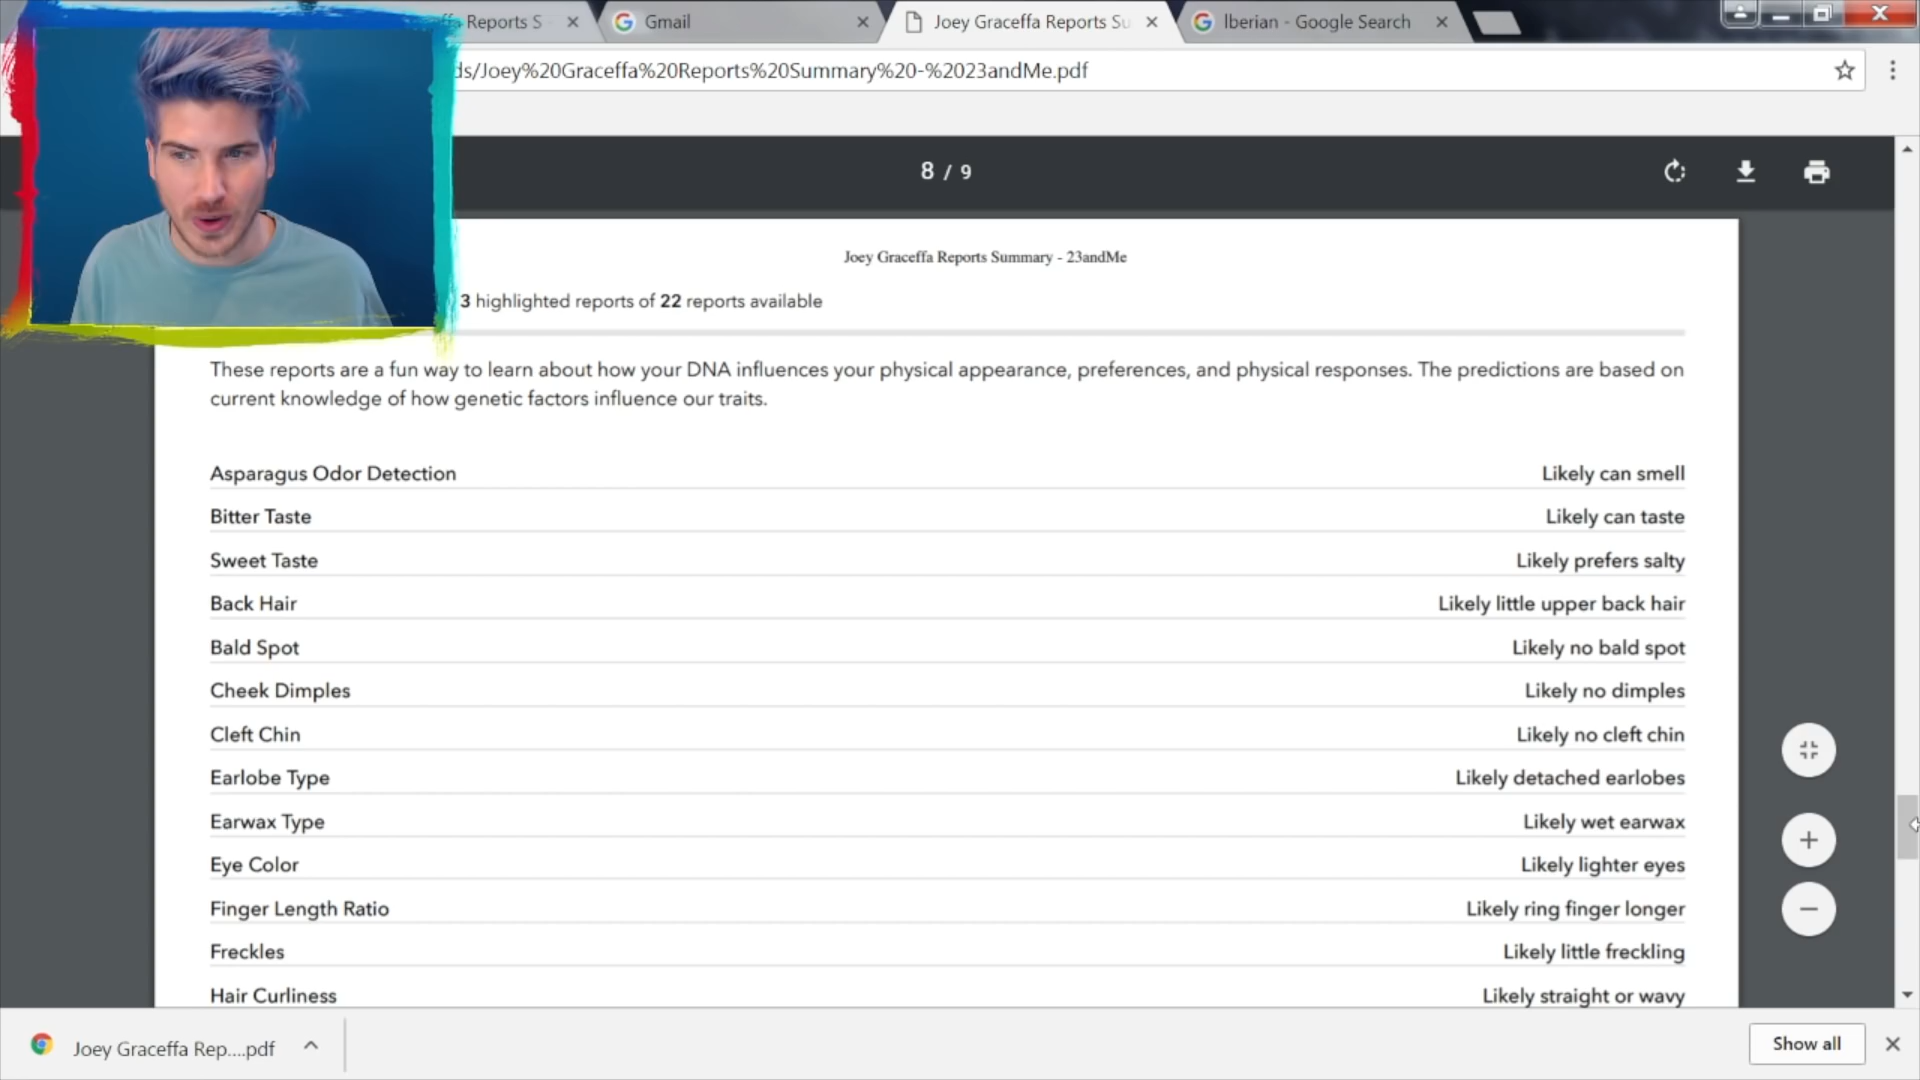 Reports S
Gmail
Joey Graceffa Reports Su
Iberian - Google Search
ds/Joey%20Graceffa%20Reports%20Summary%20-%2023andMe.pdf
8 / 9
Joey Graceffa Reports Summary - 23andMe
3 highlighted reports of 22 reports available
These reports are a fun way to learn about how your DNA influences your physical appearance, preferences, and physical responses. The predictions are based on
current knowledge of how genetic factors influence our traits.
Asparagus Odor Detection Likely can smell
Bitter Taste Likely can taste
Sweet Taste Likely prefers salty
Back Hair Likely little upper back hair
Bald Spot Likely no bald spot
Cheek Dimples Likely no dimples
Cleft Chin Likely no cleft chin
Earlobe Type Likely detached earlobes
Earwax Type Likely wet earwax
Eye Color Likely lighter eyes
Finger Length Ratio Likely ring finger longer
Freckles Likely little freckling
Hair Curliness Likely straight or wavy
Joey Graceffa Rep....pdf
Show all